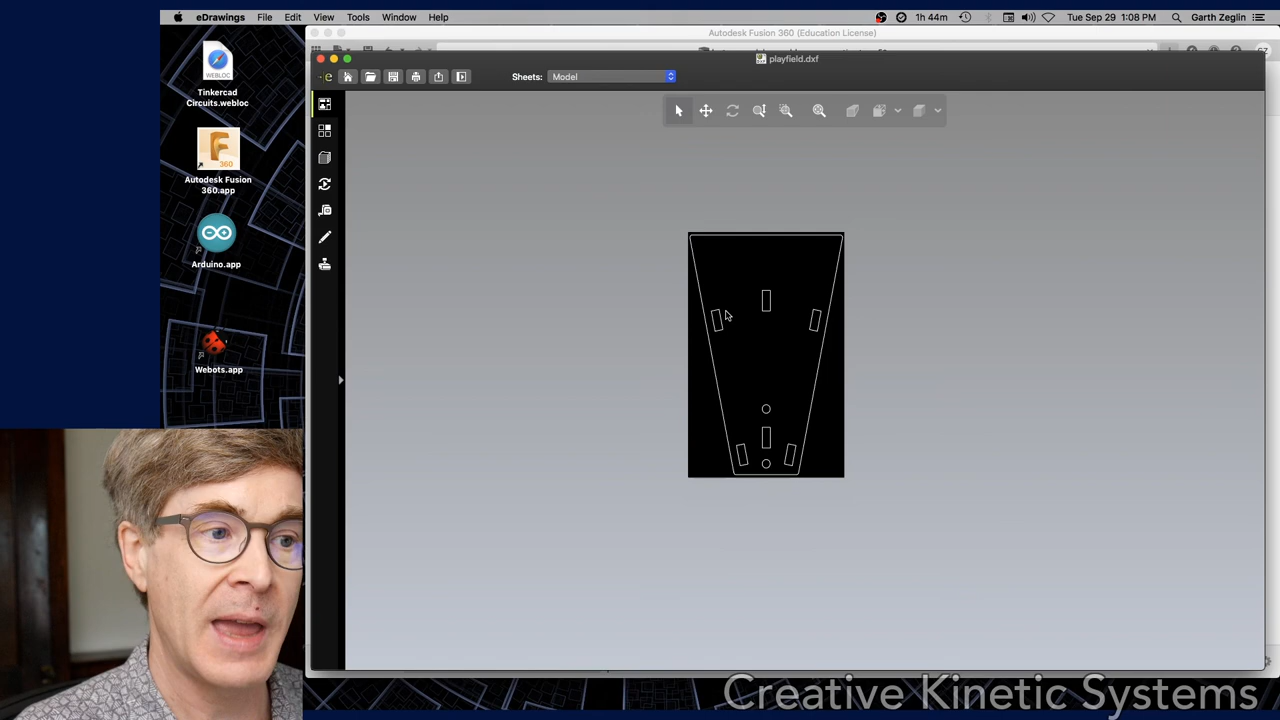 eDrawings File Edit View Tools Window Help 1h 44m Tue Sep 29 1:08 PM Garth Zeglin
Autodesk Fusion 360 (Education License)
playfield.dxf
Sheets: Model
WEBLOC
Tinkercad
Circuits.webloc
360
Autodesk Fusion
360.app
Arduino.app
Webots.app
Creative Kinetic Systems